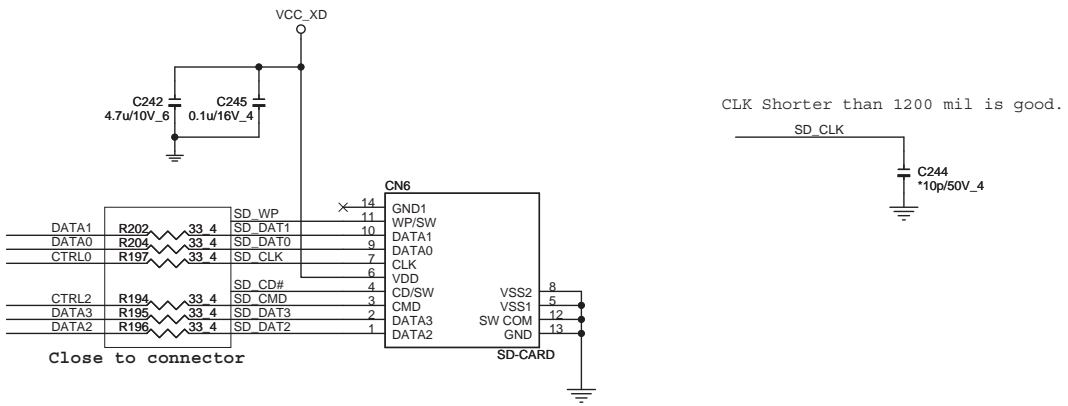 VCC_XD
C242
4.7u/10V_6
C245
0.1u/16V_4
CLK Shorter than 1200 mil is good.
SD_CLK
C244
*10p/50V_4
CN6
14 GND1
SD_WP 11 WP/SW
DATA1 R202 33_4 SD_DAT1 10 DATA1
DATA0 R204 33_4 SD_DAT0 9 DATA0
CTRL0 R197 33_4 SD_CLK 7 CLK
6 VDD
SD_CD# 4 CD/SW VSS2 8
CTRL2 R194 33_4 SD_CMD 3 CMD VSS1 5
DATA3 R195 33_4 SD_DAT3 2 DATA3 SW COM 12
DATA2 R196 33_4 SD_DAT2 1 DATA2 GND 13
Close to connector
SD-CARD